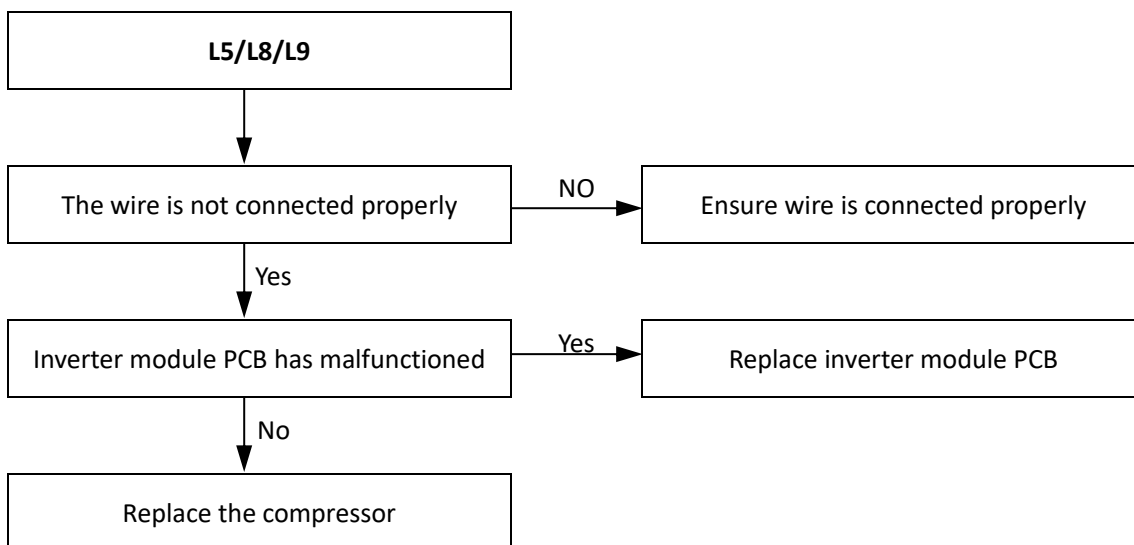 L5/L8/L9
The wire is not connected properly
NO
Ensure wire is connected properly
Yes
Inverter module PCB has malfunctioned
Yes
Replace inverter module PCB
No
Replace the compressor